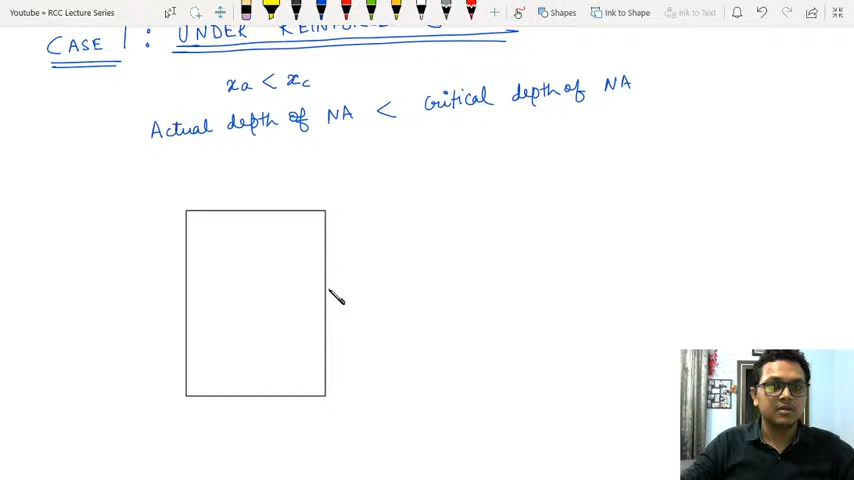 Youtube » RCC Lecture Series
Shapes
Ink to Shape
Ink to Text
CASE 1 : UNDER
xa < xc
Actual depth of NA < critical depth of NA